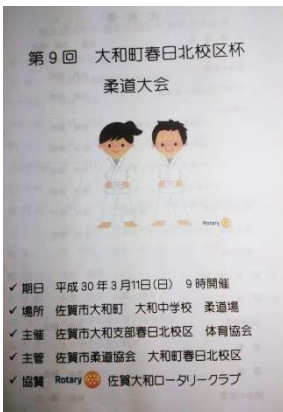 第9回 大和町春日北校区杯
柔道大会
Rotary
✓ 期日 平成30年3月11日(日) 9時開催
✓ 場所 佐賀市大和町 大和中学校 柔道場
✓ 主催 佐賀市大和支部春日北校区 体育協会
✓ 主管 佐賀市柔道協会 大和町春日北校区
✓ 協賛 Rotary 佐賀大和ロータリークラブ